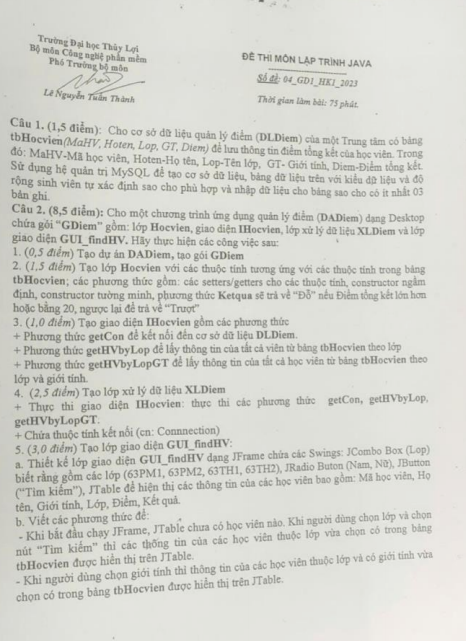 Trường Đại học Thủy Lợi
Bộ môn Công nghệ phần mềm
Phó Trưởng bộ môn
Lê Nguyễn Tuấn Thành
ĐỀ THI MÔN LẬP TRÌNH JAVA
Số đề: 04_GD1_HK1_2023
Thời gian làm bài: 75 phút.
Câu 1. (1,5 điểm): Cho cơ sở dữ liệu quản lý điểm (DLDiem) của một Trung tâm có bảng
tbHocvien(MaHV, Hoten, Lop, GT, Diem) để lưu thông tin điểm tổng kết của học viên. Trong
đó: MaHV-Mã học viên, Hoten-Họ tên, Lop-Tên lớp, GT- Giới tính, Diem-Điểm tổng kết.
Sử dụng hệ quản trị MySQL để tạo cơ sở dữ liệu, bảng dữ liệu trên với kiểu dữ liệu và độ
rộng sinh viên tự xác định sao cho phù hợp và nhập dữ liệu cho bảng sao cho có ít nhất 03
bản ghi.
Câu 2. (8,5 điểm): Cho một chương trình ứng dụng quản lý điểm (DADiem) dạng Desktop
chứa gói "GDiem" gồm: lớp Hocvien, giao diện IHocvien, lớp xử lý dữ liệu XLDiem và lớp
giao diện GUI_findHV. Hãy thực hiện các công việc sau:
1. (0,5 điểm) Tạo dự án DADiem, tạo gói GDiem
2. (1,5 điểm) Tạo lớp Hocvien với các thuộc tính tương ứng với các thuộc tính trong bảng
tbHocvien; các phương thức gồm: các setters/getters cho các thuộc tính, constructor ngầm
định, constructor tường minh, phương thức Ketqua sẽ trả về "Đỗ" nếu Điểm tổng kết lớn hơn
hoặc bằng 20, ngược lại để trả về "Trượt"
3. (1,0 điểm) Tạo giao diện IHocvien gồm các phương thức
+ Phương thức getCon để kết nối đến cơ sở dữ liệu DLDiem.
+ Phương thức getHVbyLop để lấy thông tin của tất cả viên từ bảng tbHocvien theo lớp
+ Phương thức getHVbyLopGT để lấy thông tin của tất cả học viên từ bảng tbHocvien theo
lớp và giới tính.
4. (2,5 điểm) Tạo lớp xử lý dữ liệu XLDiem
+ Thực thi giao diện IHocvien: thực thi các phương thức getCon, getHVbyLop,
getHVbyLopGT.
+ Chứa thuộc tính kết nối (cn: Connnection)
5. (3,0 điểm) Tạo lớp giao diện GUI_findHV:
a. Thiết kế lớp giao diện GUI_findHV dạng JFrame chứa các Swings: JCombo Box (Lop)
biết rằng gồm các lớp (63PM1, 63PM2, 63TH1, 63TH2), JRadio Buton (Nam, Nữ), JButton
("Tìm kiếm"), JTable để hiện thị các thông tin của các học viên bao gồm: Mã học viên, Họ
tên, Giới tính, Lớp, Điểm, Kết quả.
b. Viết các phương thức để:
- Khi bắt đầu chạy JFrame, JTable chưa có học viên nào. Khi người dùng chọn lớp và chọn
nút "Tìm kiếm" thì các thông tin của các học viên thuộc lớp vừa chọn có trong bảng
tbHocvien được hiển thị trên JTable.
- Khi người dùng chọn giới tính thì thông tin của các học viên thuộc lớp và có giới tính vừa
chọn có trong bảng tbHocvien được hiển thị trên JTable.